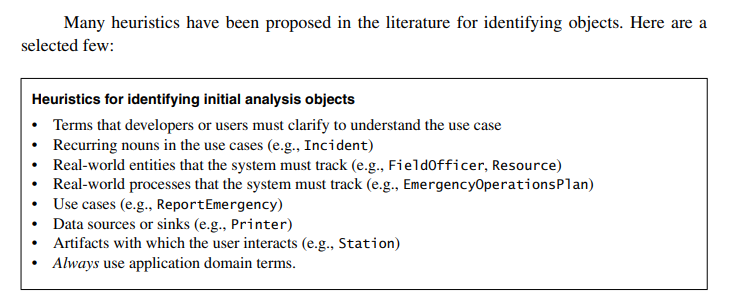 Many heuristics have been proposed in the literature for identifying objects. Here are a
selected few:
Heuristics for identifying initial analysis objects
• Terms that developers or users must clarify to understand the use case
• Recurring nouns in the use cases (e.g., Incident)
• Real-world entities that the system must track (e.g., FieldOfficer, Resource)
• Real-world processes that the system must track (e.g., EmergencyOperationsPlan)
• Use cases (e.g., ReportEmergency)
• Data sources or sinks (e.g., Printer)
• Artifacts with which the user interacts (e.g., Station)
• Always use application domain terms.